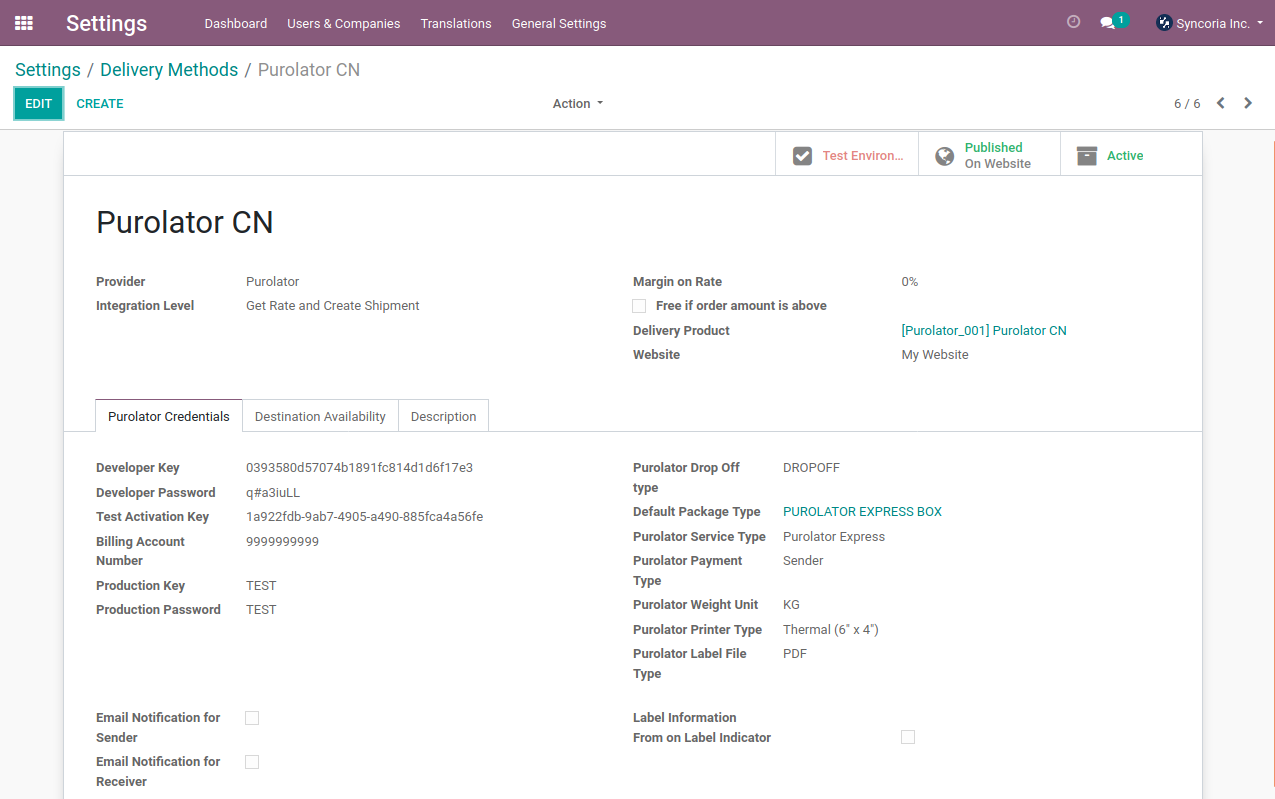 Settings Dashboard Users & Companies Translations General Settings 1 Syncoria Inc.
Settings / Delivery Methods / Purolator CN
EDIT CREATE Action 6 / 6
Test Environ... Published Active
On Website
Purolator CN
Provider Purolator
Integration Level Get Rate and Create Shipment
Margin on Rate 0%
Free if order amount is above
Delivery Product [Purolator_001] Purolator CN
Website My Website
Purolator Credentials Destination Availability Description
Developer Key 0393580d57074b1891fc814d1d6f17e3
Developer Password q#a3iuLL
Test Activation Key 1a922fdb-9ab7-4905-a490-885fca4a56fe
Billing Account 9999999999
Number
Production Key TEST
Production Password TEST
Purolator Drop Off DROPOFF
type
Default Package Type PUROLATOR EXPRESS BOX
Purolator Service Type Purolator Express
Purolator Payment Sender
Type
Purolator Weight Unit KG
Purolator Printer Type Thermal (6" x 4")
Purolator Label File PDF
Type
Email Notification for
Sender
Email Notification for
Receiver
Label Information
From on Label Indicator